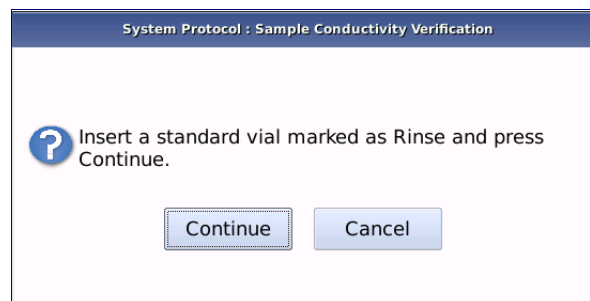 System Protocol : Sample Conductivity Verification
Insert a standard vial marked as Rinse and press
Continue.
Continue
Cancel